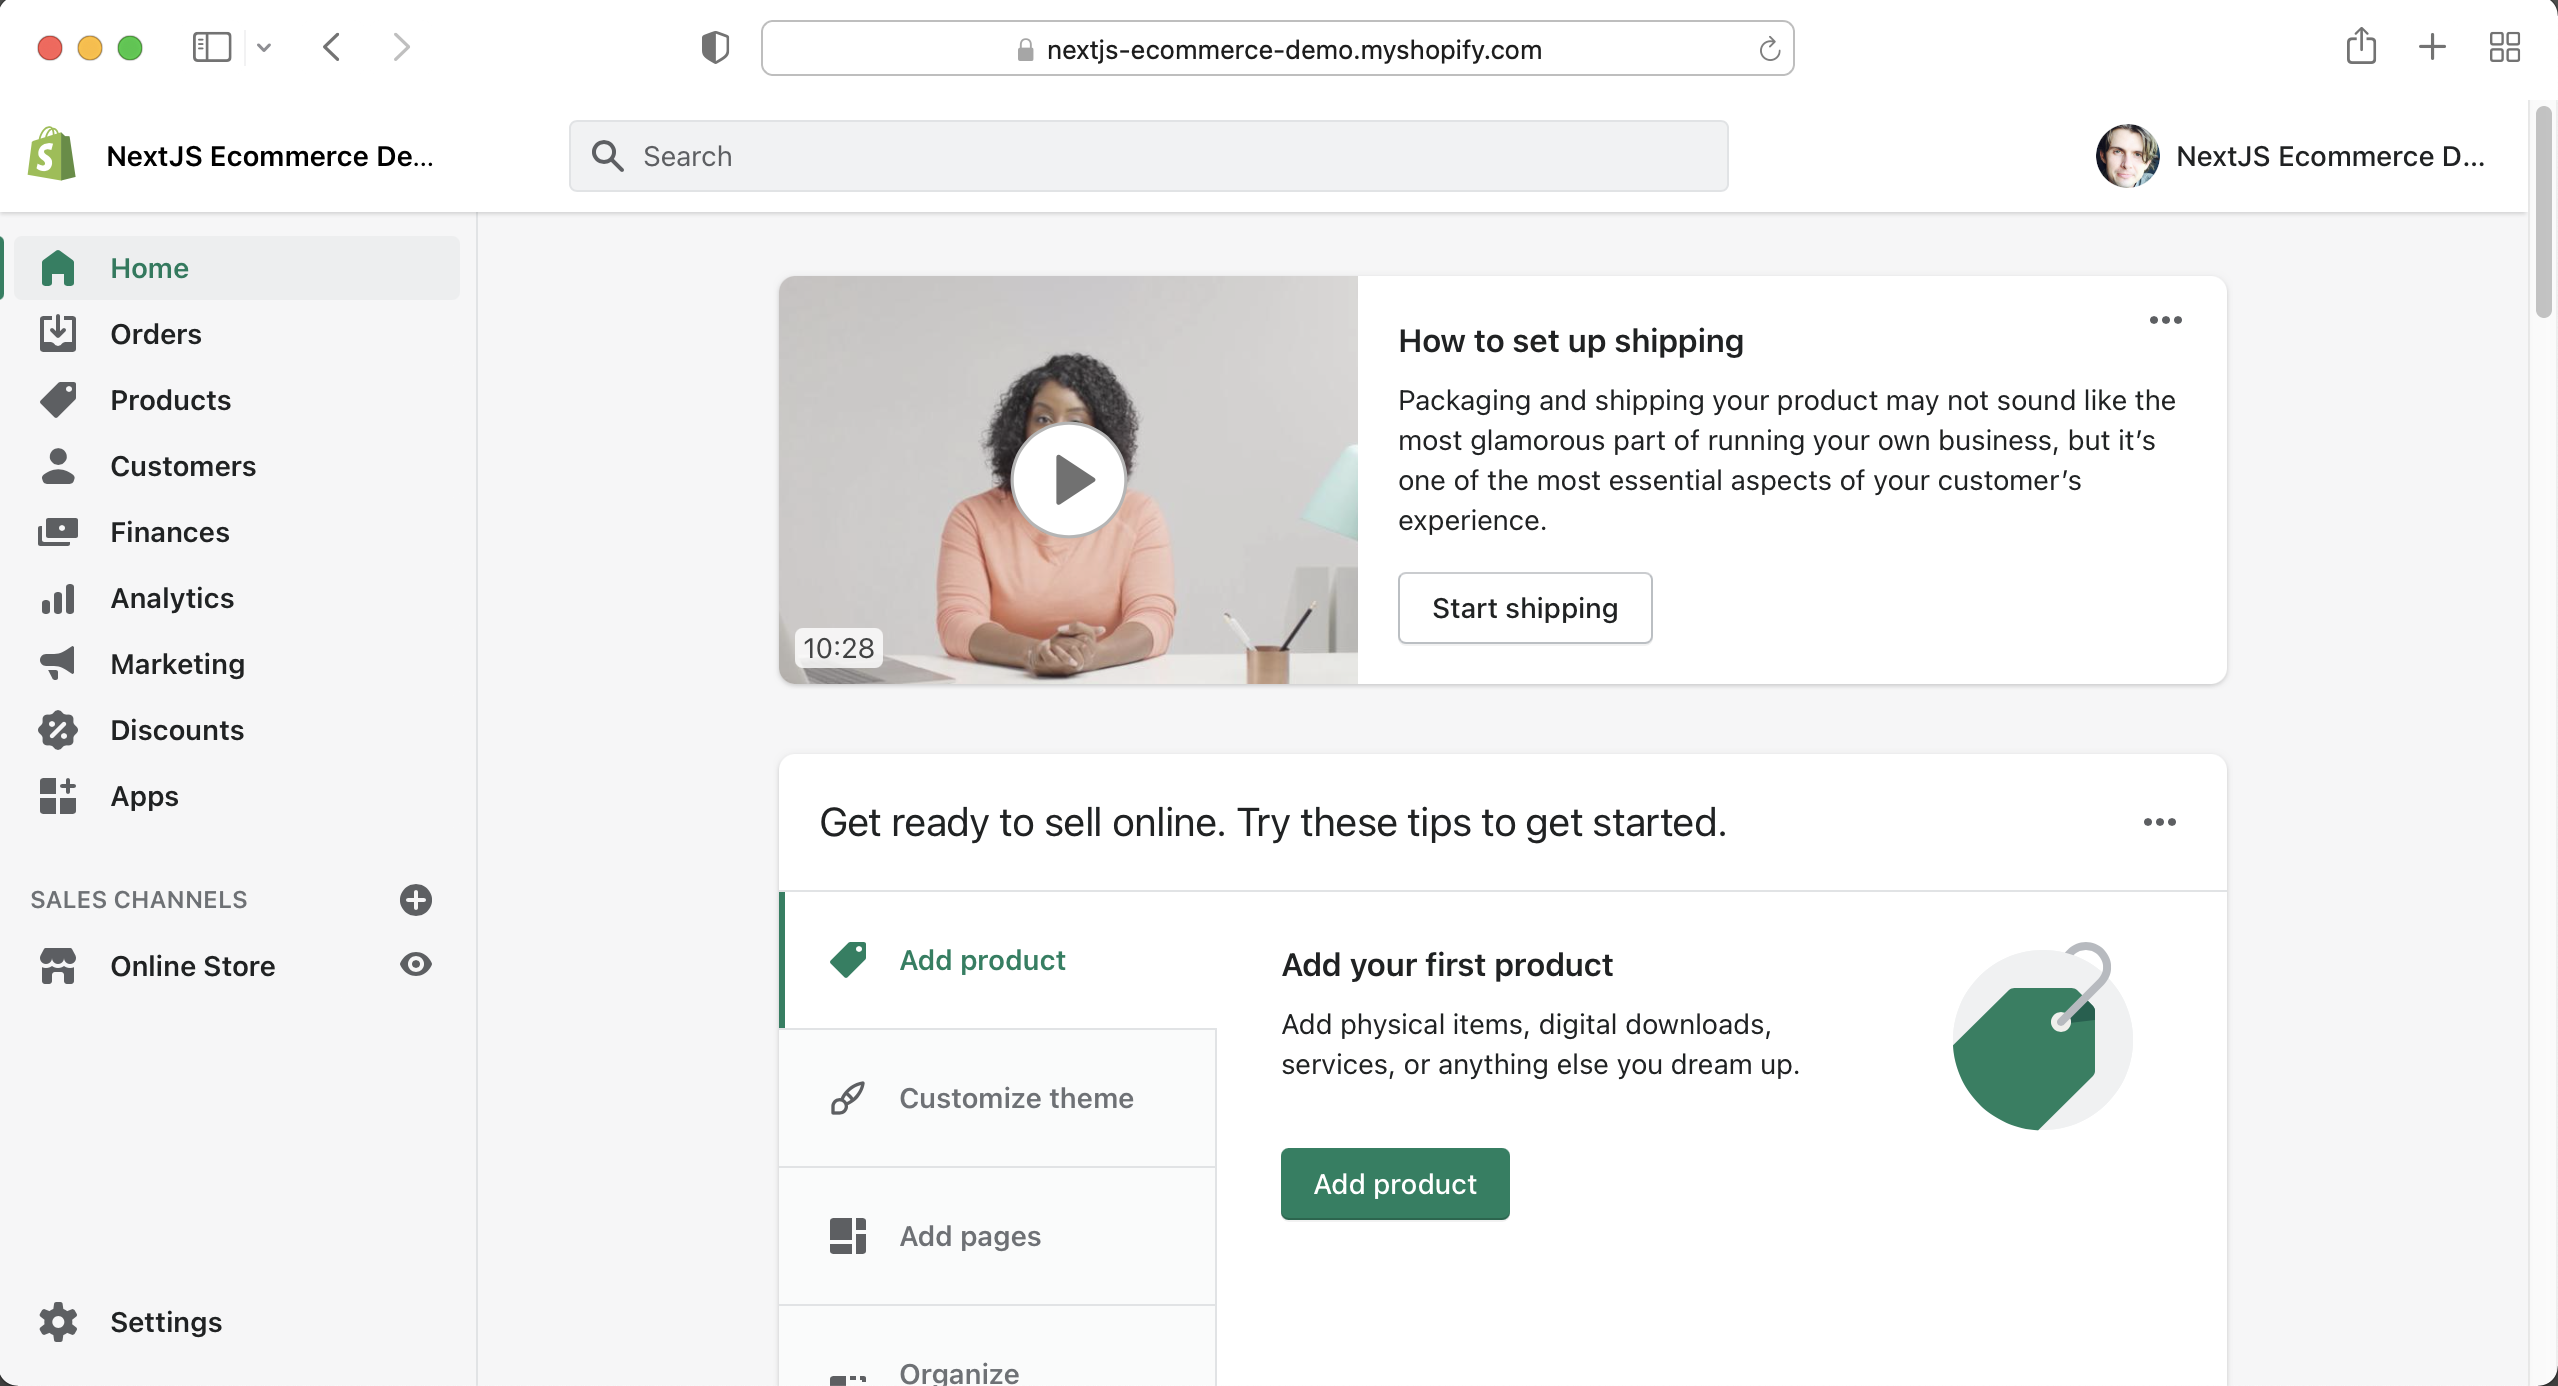 nextjs-ecommerce-demo.myshopify.com
NextJS Ecommerce De...
Search
NextJS Ecommerce D...
Home
Orders
Products
Customers
Finances
Analytics
Marketing
Discounts
Apps
SALES CHANNELS
Online Store
Settings
10:28
How to set up shipping
Packaging and shipping your product may not sound like the
most glamorous part of running your own business, but it’s
one of the most essential aspects of your customer’s
experience.
Start shipping
Get ready to sell online. Try these tips to get started.
Add product
Customize theme
Add pages
Organize
Add your first product
Add physical items, digital downloads,
services, or anything else you dream up.
Add product